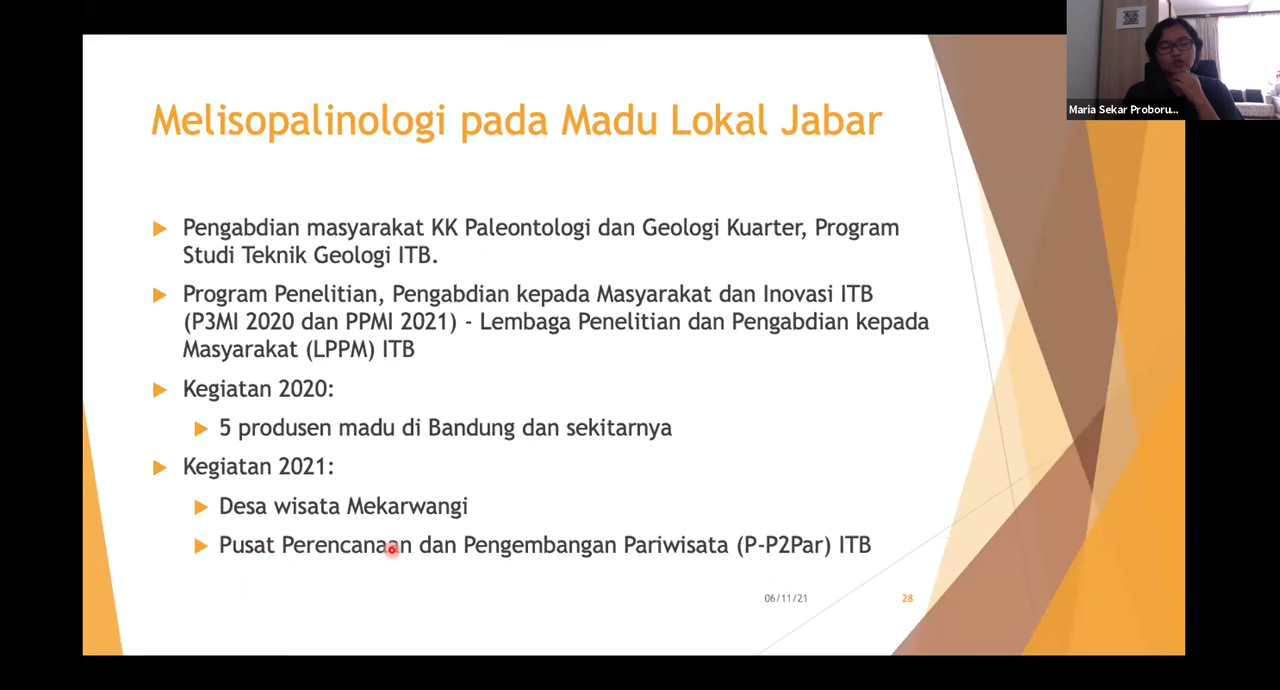 Melisopalinologi pada Madu Lokal Jabar
Maria Sekar Proboru...
Pengabdian masyarakat KK Paleontologi dan Geologi Kuarter, Program
Studi Teknik Geologi ITB.
Program Penelitian, Pengabdian kepada Masyarakat dan Inovasi ITB
(P3MI 2020 dan PPMI 2021) - Lembaga Penelitian dan Pengabdian kepada
Masyarakat (LPPM) ITB
Kegiatan 2020:
5 produsen madu di Bandung dan sekitarnya
Kegiatan 2021:
Desa wisata Mekarwangi
Pusat Perencanaan dan Pengembangan Pariwisata (P-P2Par) ITB
06/11/21
28